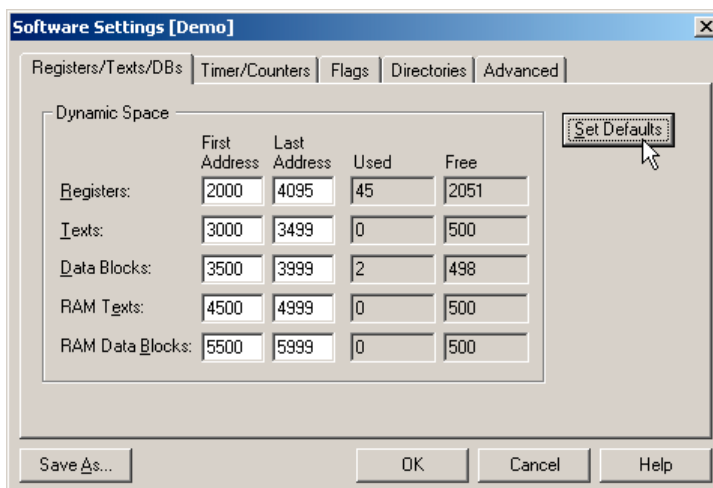 Software Settings [Demo]
Registers/Texts/DBs Timer/Counters Flags Directories Advanced
Dynamic Space
Set Defaults
First Address Last Address Used Free
Registers: 2000 4095 45 2051
Texts: 3000 3499 0 500
Data Blocks: 3500 3999 2 498
RAM Texts: 4500 4999 0 500
RAM Data Blocks: 5500 5999 0 500
Save As... OK Cancel Help